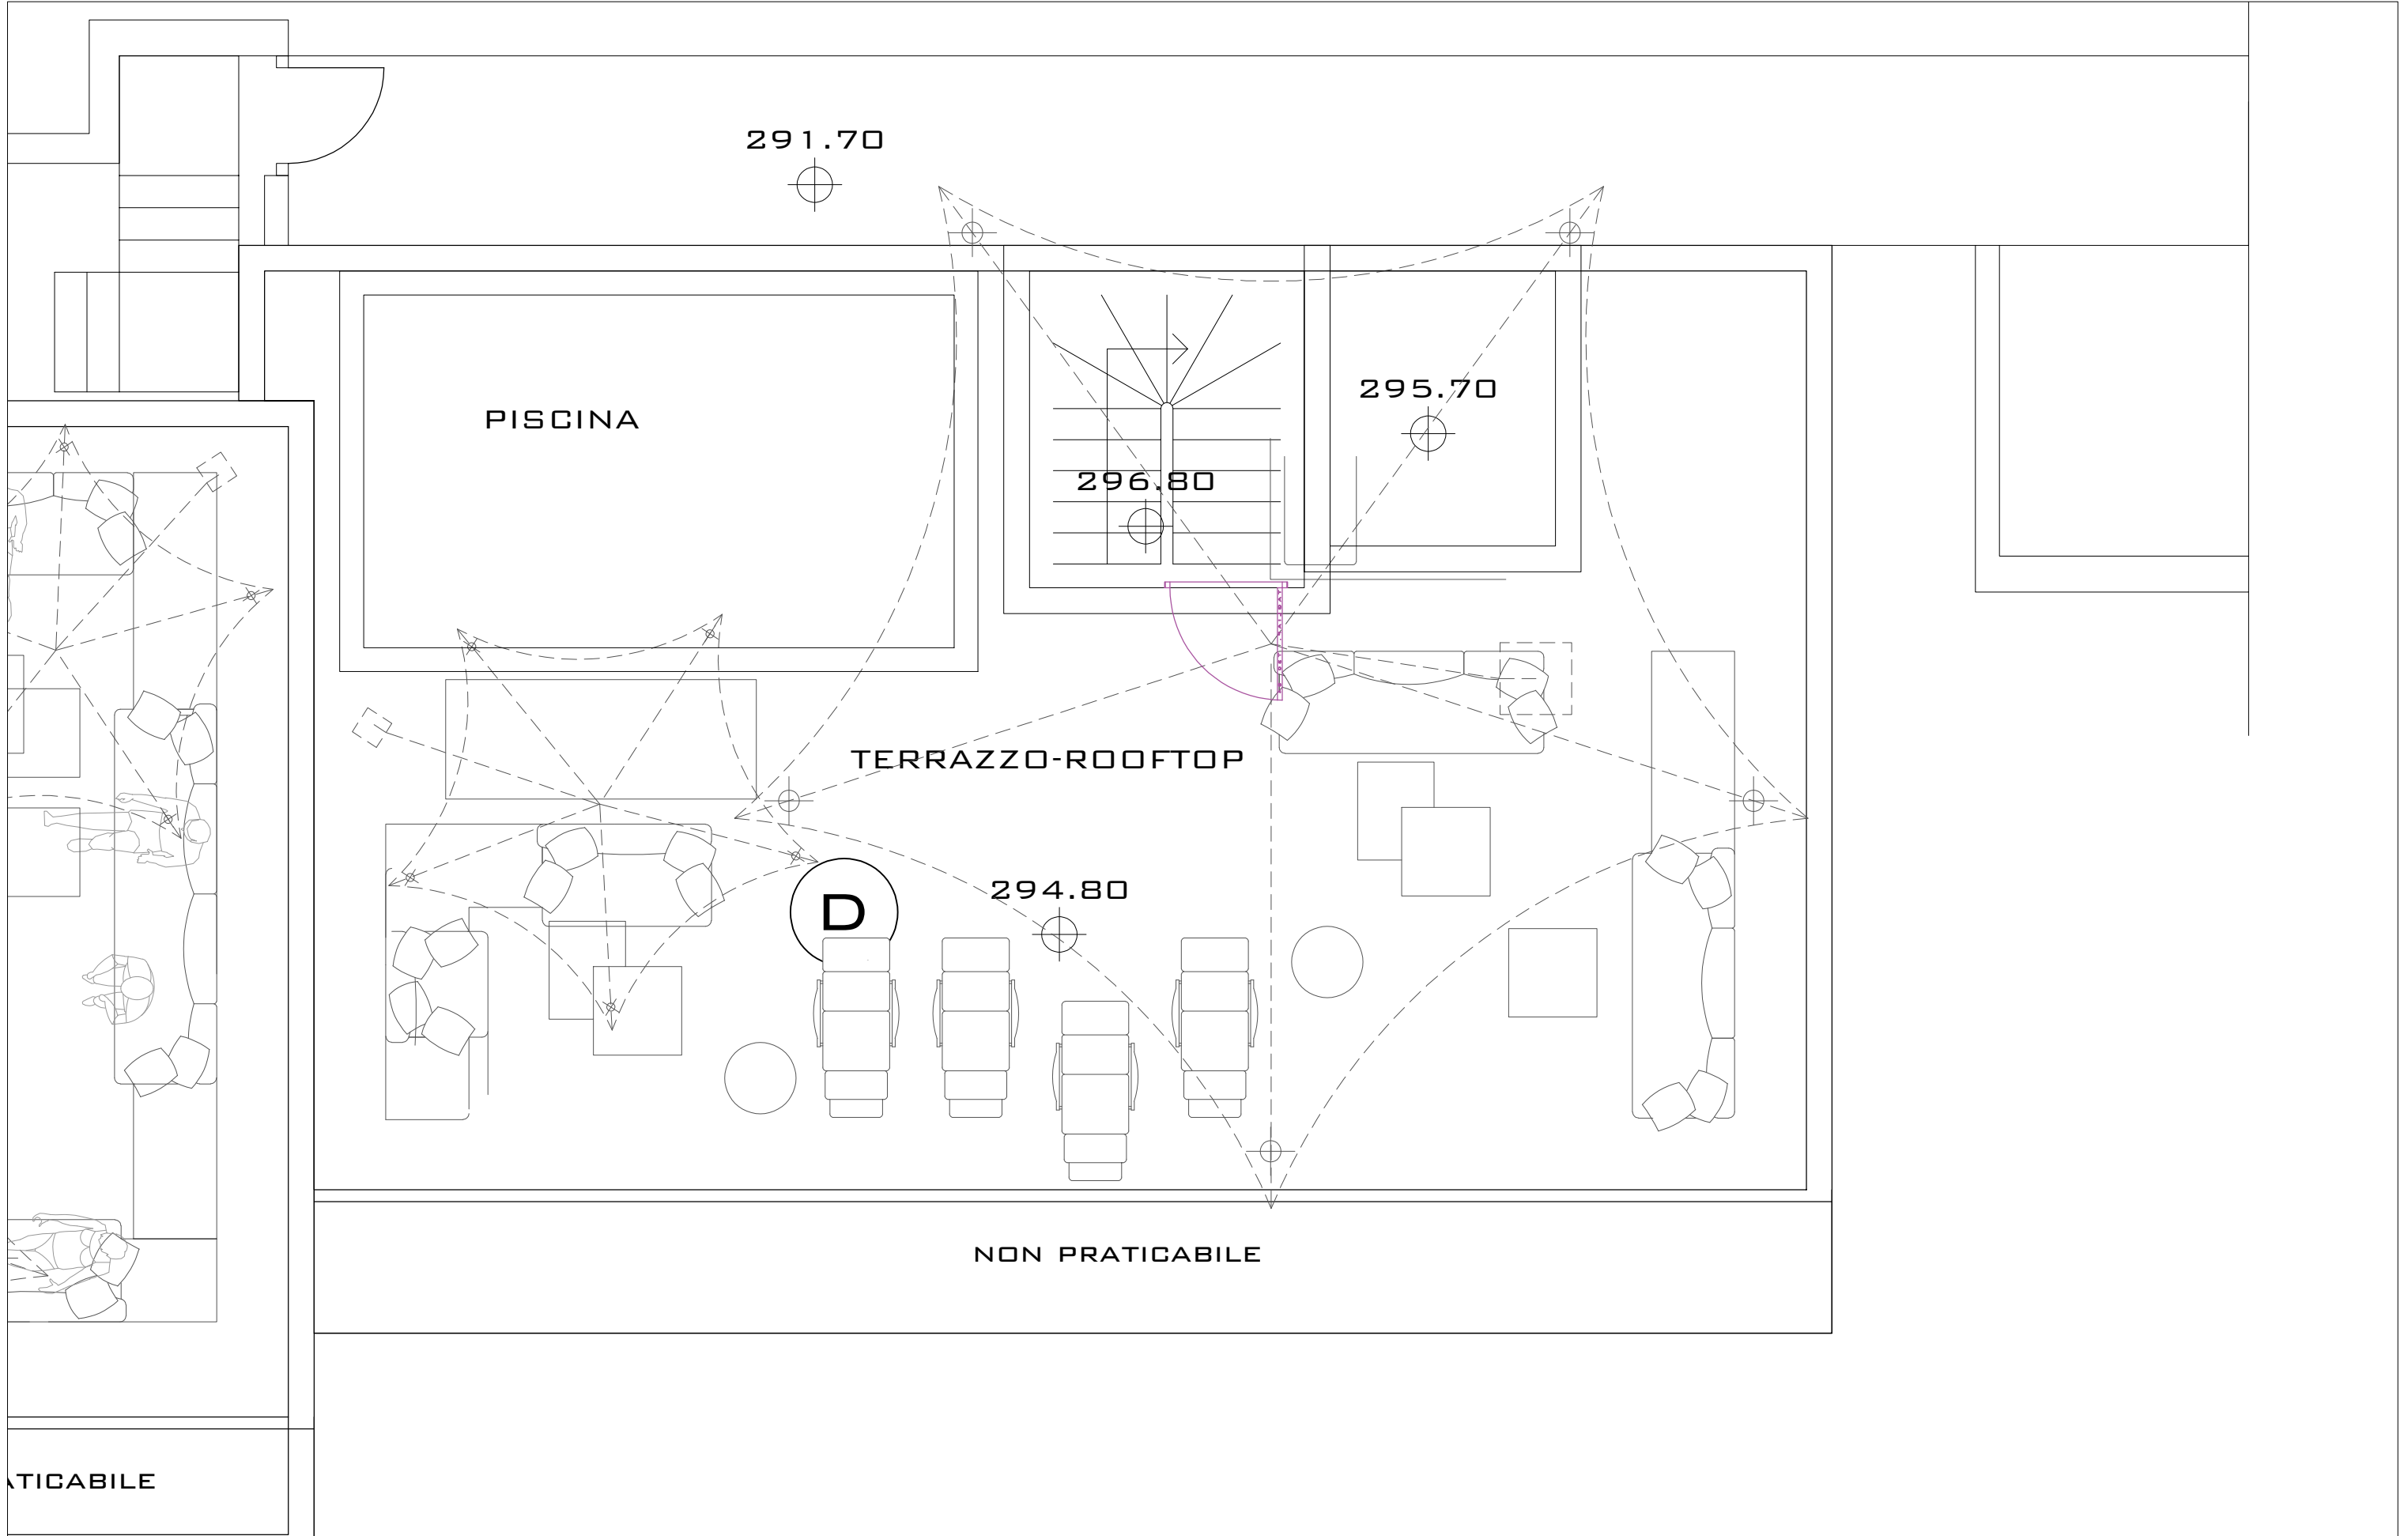 291.70
295.70
PISCINA
296.80
TERRAZZO-ROOFTOP
294.80
D
NON PRATICABILE
ATICABILE